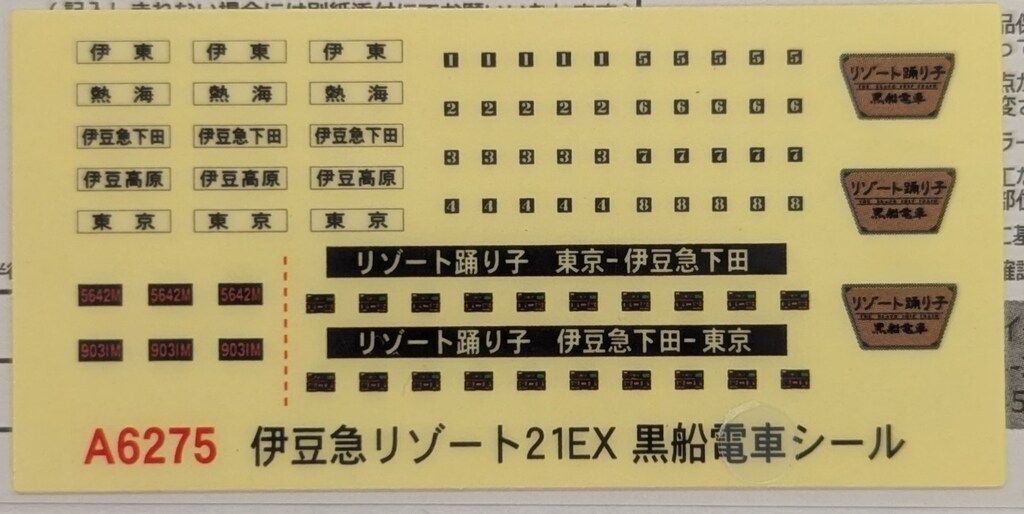 伊東 伊東 伊東
熱海 熱海 熱海
伊豆急下田 伊豆急下田 伊豆急下田
伊豆高原 伊豆高原 伊豆高原
東京 東京 東京
1 1 1 1 1 5 5 5 5 5
2 2 2 2 2 6 6 6 6 6
3 3 3 3 3 7 7 7 7 7
4 4 4 4 4 8 8 8 8 8
リゾート踊り子
黒船電車
リゾート踊り子
黒船電車
リゾート踊り子
黒船電車
5642M 5642M 5642M
9031M 9031M 9031M
リゾート踊り子 東京-伊豆急下田
リゾート踊り子 伊豆急下田-東京
A6275 伊豆急リゾート21EX 黒船電車シール